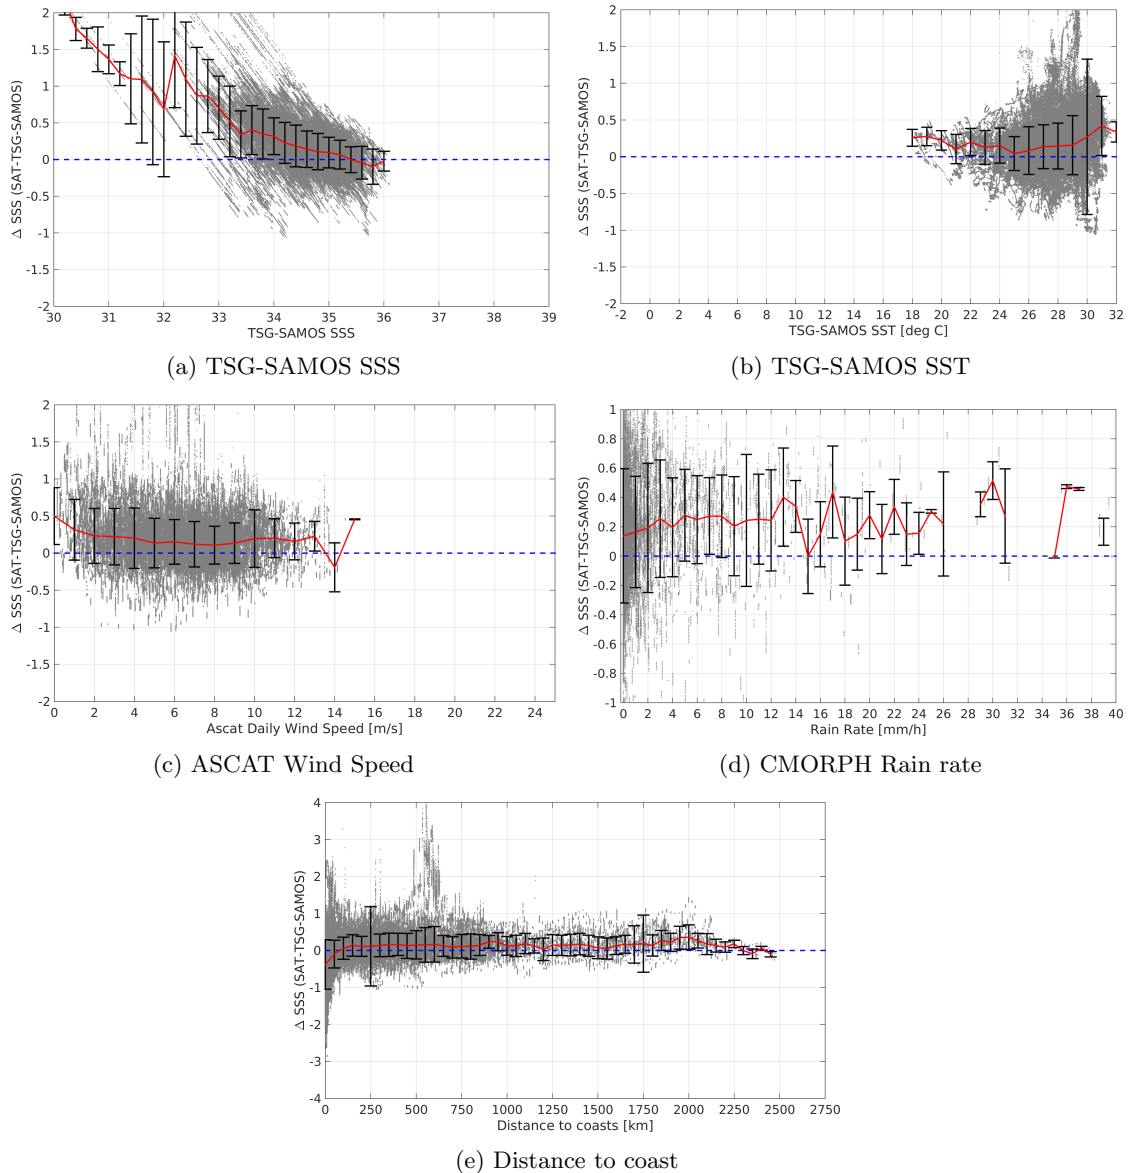 2
1.5
1
0.5
0
-0.5
-1
-1.5
-2
Δ SSS (SAT-TSG-SAMOS)
30 31 32 33 34 35 36 37 38 39
TSG-SAMOS SSS
(a) TSG-SAMOS SSS
2
1.5
1
0.5
0
-0.5
-1
-1.5
-2
Δ SSS (SAT-TSG-SAMOS)
-2 0 2 4 6 8 10 12 14 16 18 20 22 24 26 28 30 32
TSG-SAMOS SST [deg C]
(b) TSG-SAMOS SST
2
1.5
1
0.5
0
-0.5
-1
-1.5
-2
Δ SSS (SAT-TSG-SAMOS)
0 2 4 6 8 10 12 14 16 18 20 22 24
Ascat Daily Wind Speed [m/s]
(c) ASCAT Wind Speed
1
0.8
0.6
0.4
0.2
0
-0.2
-0.4
-0.6
-0.8
-1
Δ SSS (SAT-TSG-SAMOS)
0 2 4 6 8 10 12 14 16 18 20 22 24 26 28 30 32 34 36 38 40
Rain Rate [mm/h]
(d) CMORPH Rain rate
4
3
2
1
0
-1
-2
-3
-4
Δ SSS (SAT-TSG-SAMOS)
0 250 500 750 1000 1250 1500 1750 2000 2250 2500 2750
Distance to coasts [km]
(e) Distance to coast